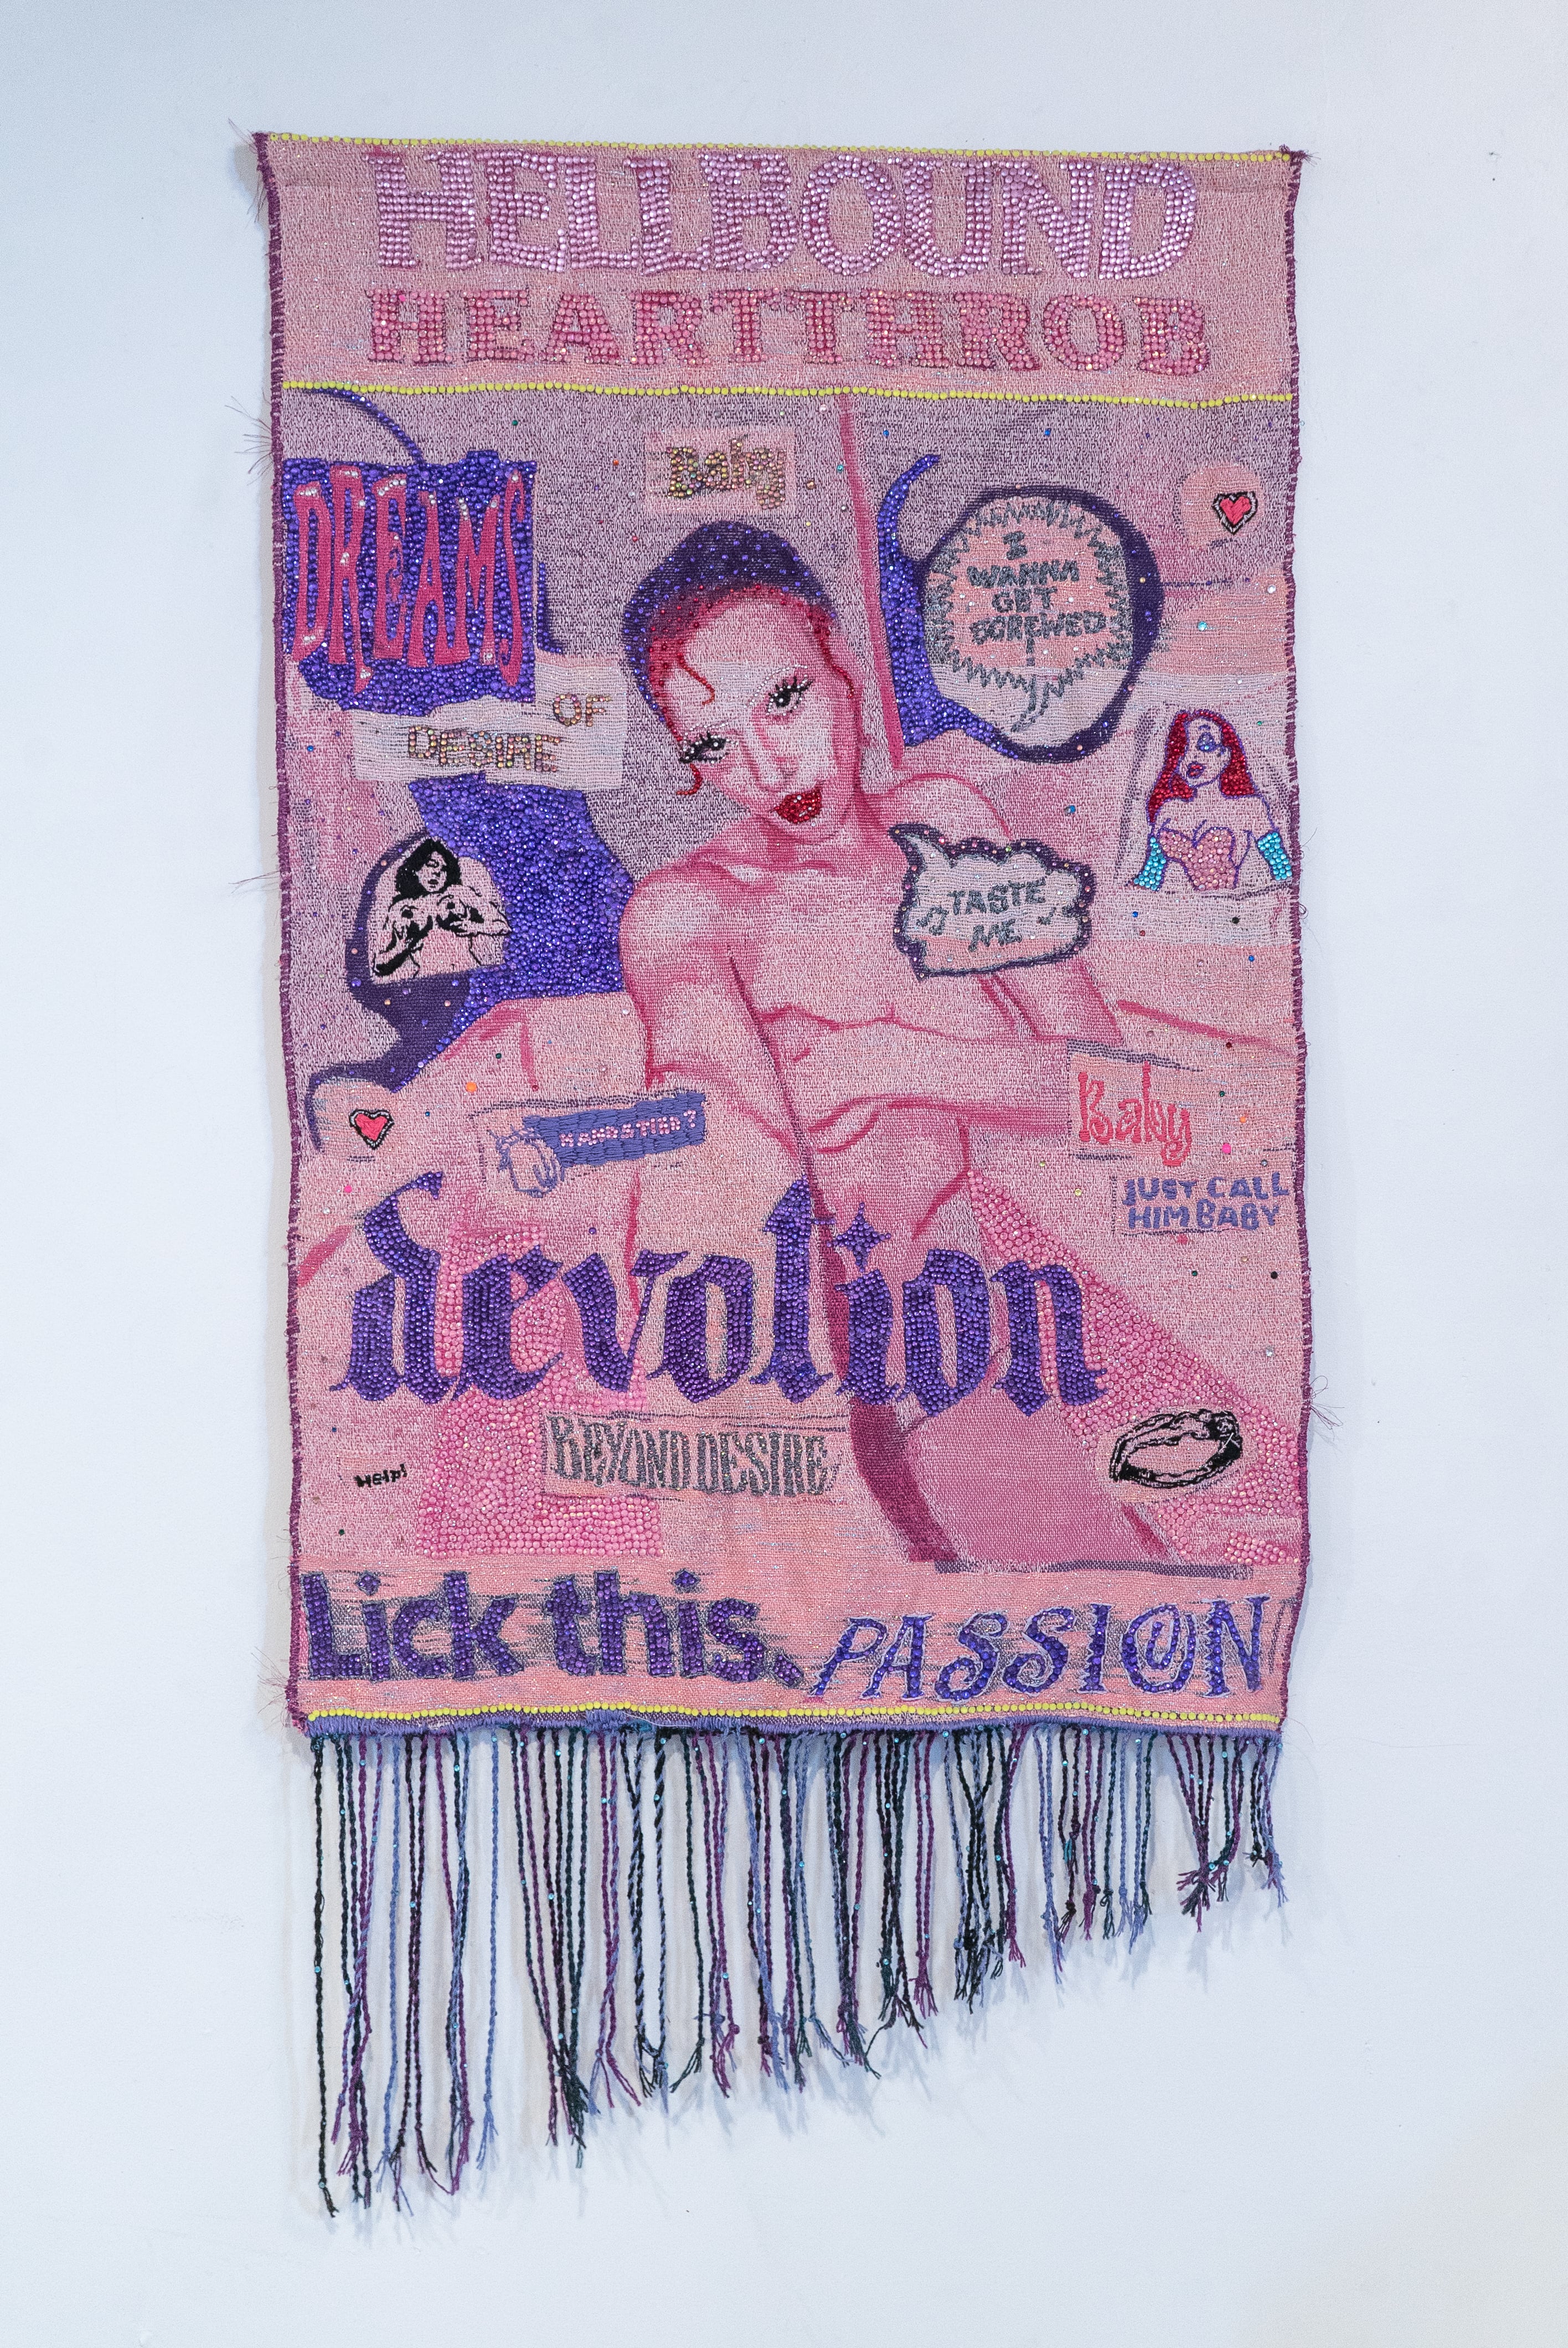 HELLBOUND
HEARTTHROB
Baby
DREAMS
OF
DESIRE
I
WANNA
GET
SCREWED
TASTE
ME
Baby
HARRSTIDD?
JUST CALL
HIM BABY
devotion
BEYOND DESIRE
Help!
Lick this.
PASSION